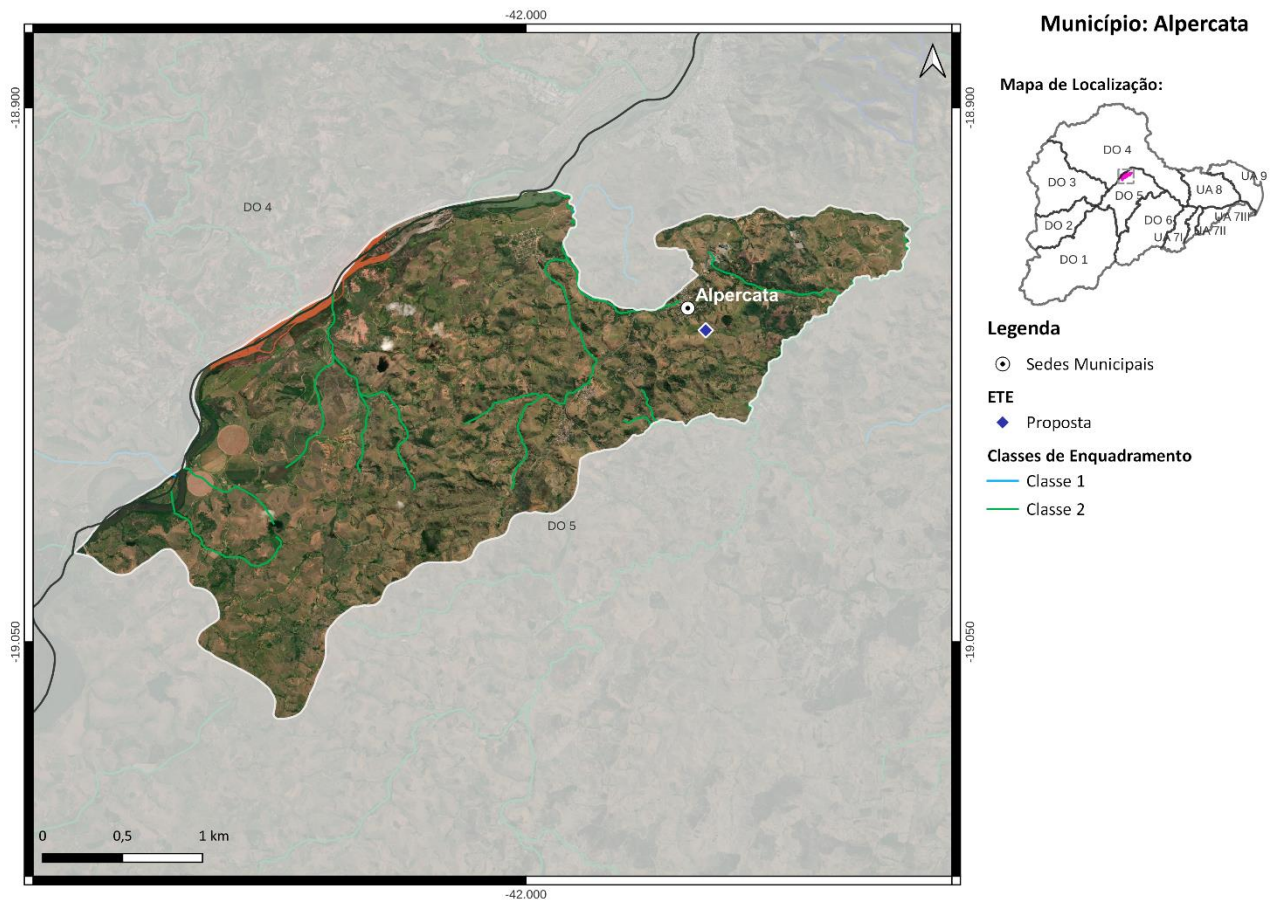 -42.000
Município: Alpercata
-18.900
-18.900
Mapa de Localização:
DO 4
UA 9
DO 3
UA 8
DO 5
DO 2
DO 6
UA 7III
UA 7II
UA 7I
DO 1
DO 4
Alpercata
Legenda
Sedes Municipais
ETE
Proposta
Classes de Enquadramento
Classe 1
Classe 2
DO 5
-19.050
-19.050
0 0,5 1 km
-42.000